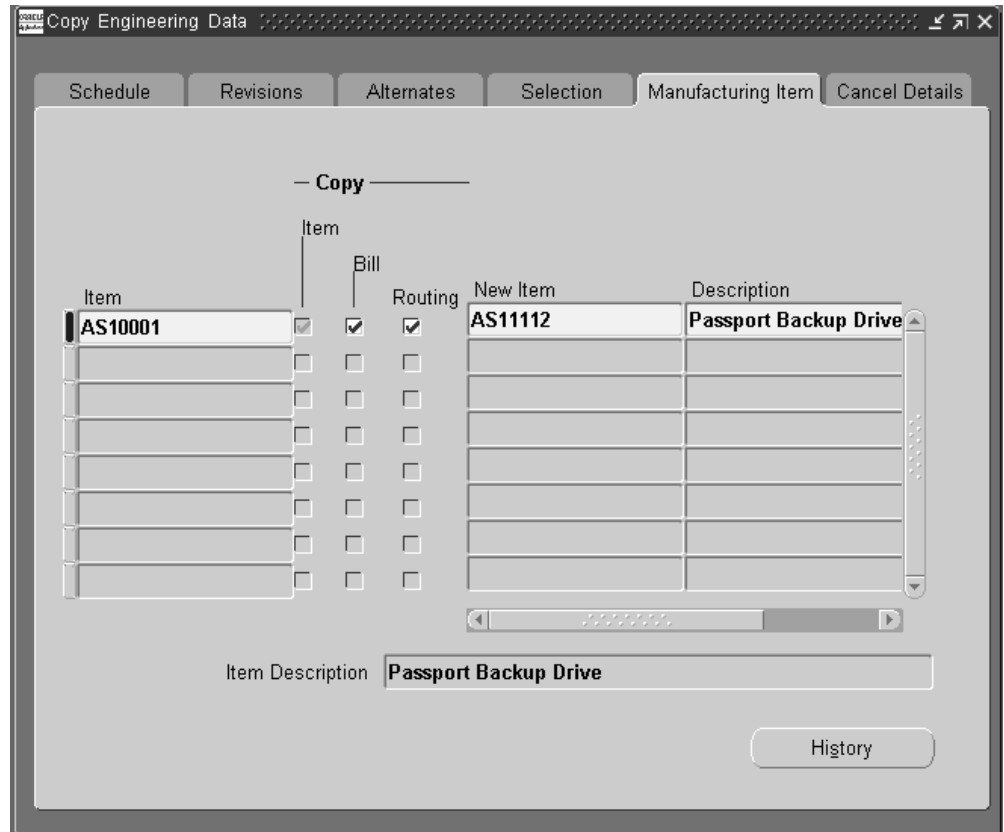 Copy Engineering Data
Schedule Revisions Alternates Selection Manufacturing Item Cancel Details
Copy
Item
Bill
Item Routing New Item Description
AS10001 AS11112 Passport Backup Drive
Item Description Passport Backup Drive
History